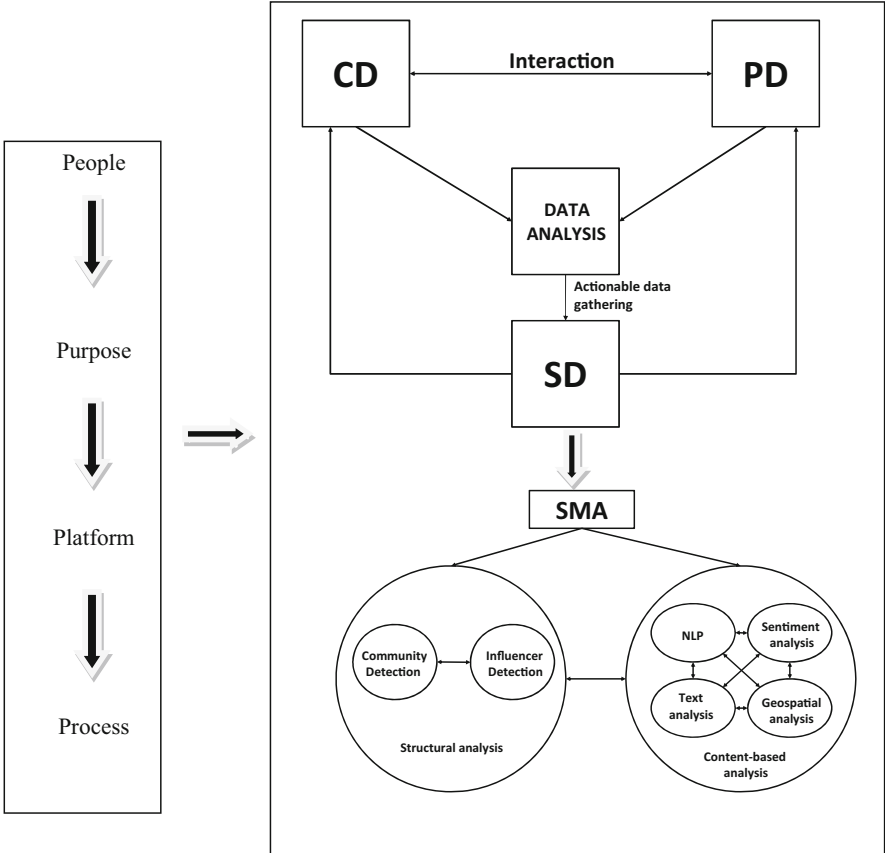 People
Purpose
Platform
Process
CD
Interaction
PD
DATA
ANALYSIS
Actionable data
gathering
SD
SMA
Community
Detection
Influencer
Detection
Structural analysis
NLP
Sentiment
analysis
Text
analysis
Geospatial
analysis
Content-based
analysis